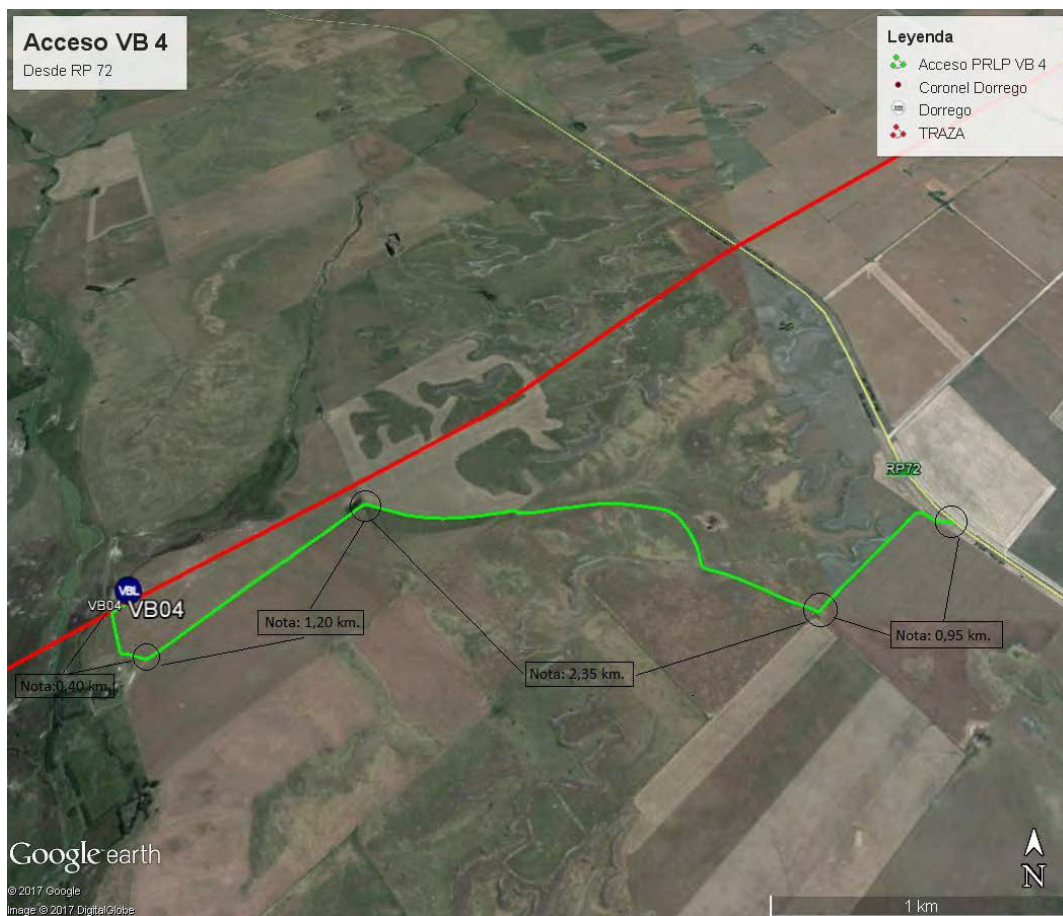 Acceso VB 4
Desde RP 72
Leyenda
Acceso PRLP VB 4
Coronel Dorrego
Dorrego
TRAZA
RP72
VBL
VB04
VB04
Nota: 1,20 km.
Nota: 0,95 km.
Nota: 2,35 km.
Nota:0,40 km.
Google earth
N
© 2017 Google
Image © 2017 DigitalGlobe
1 km